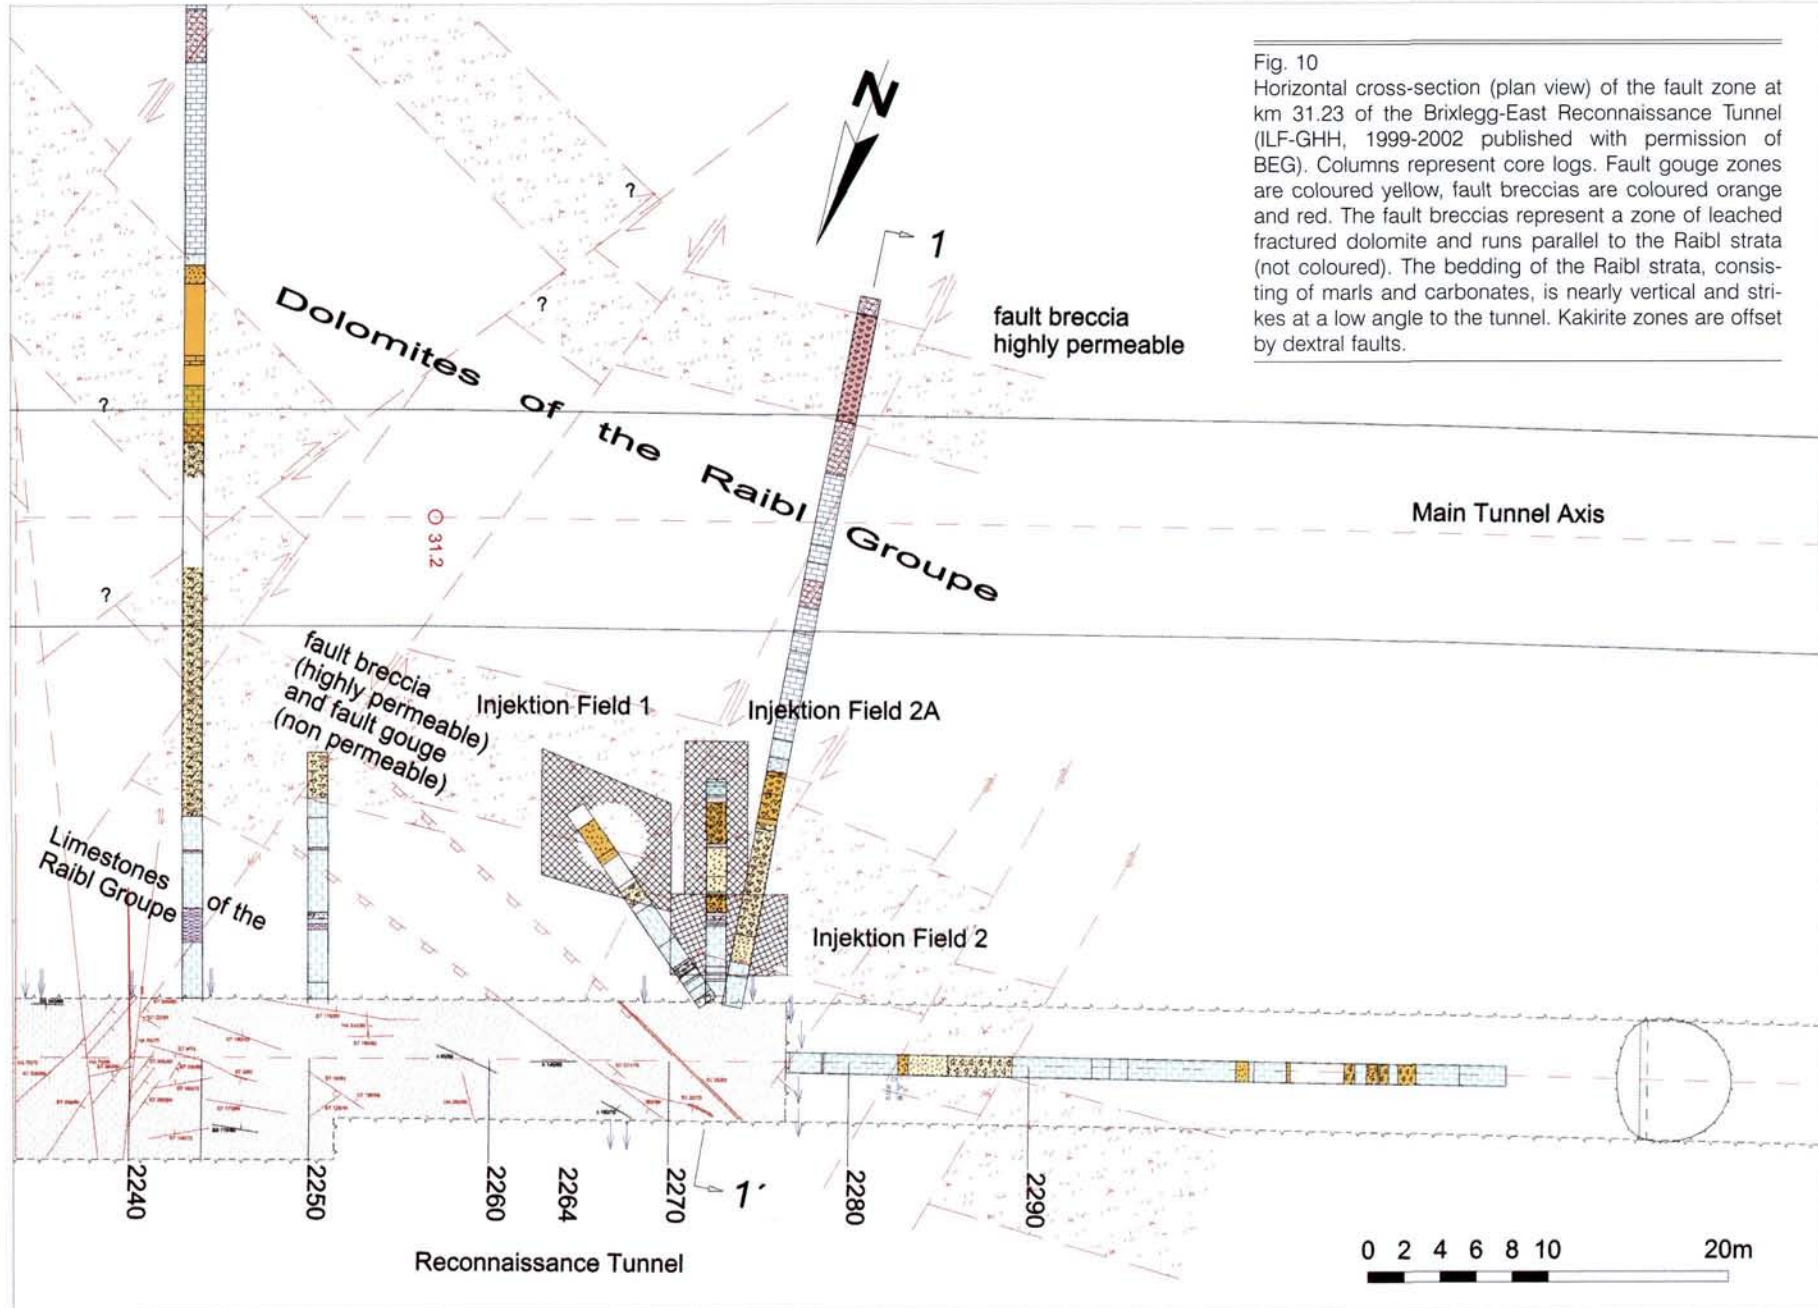 Fig. 10
Horizontal cross-section (plan view) of the fault zone at
km 31.23 of the Brixlegg-East Reconnaissance Tunnel
(ILF-GHH, 1999-2002 published with permission of
BEG). Columns represent core logs. Fault gouge zones
are coloured yellow, fault breccias are coloured orange
and red. The fault breccias represent a zone of leached
fractured dolomite and runs parallel to the Raibl strata
(not coloured). The bedding of the Raibl strata, consis-
ting of marls and carbonates, is nearly vertical and stri-
kes at a low angle to the tunnel. Kakirite zones are offset
by dextral faults.
N
1
?
?
?
?
fault breccia
highly permeable
Dolomites of the Raibl Groupe
Main Tunnel Axis
31.2
fault breccia
(highly permeable)
and fault gouge
(non permeable)
Injektion Field 1
Injektion Field 2A
Injektion Field 2
Limestones of the
Raibl Groupe
2240
2250
2260
2264
2270
2280
2290
1'
Reconnaissance Tunnel
0 2 4 6 8 10 20m